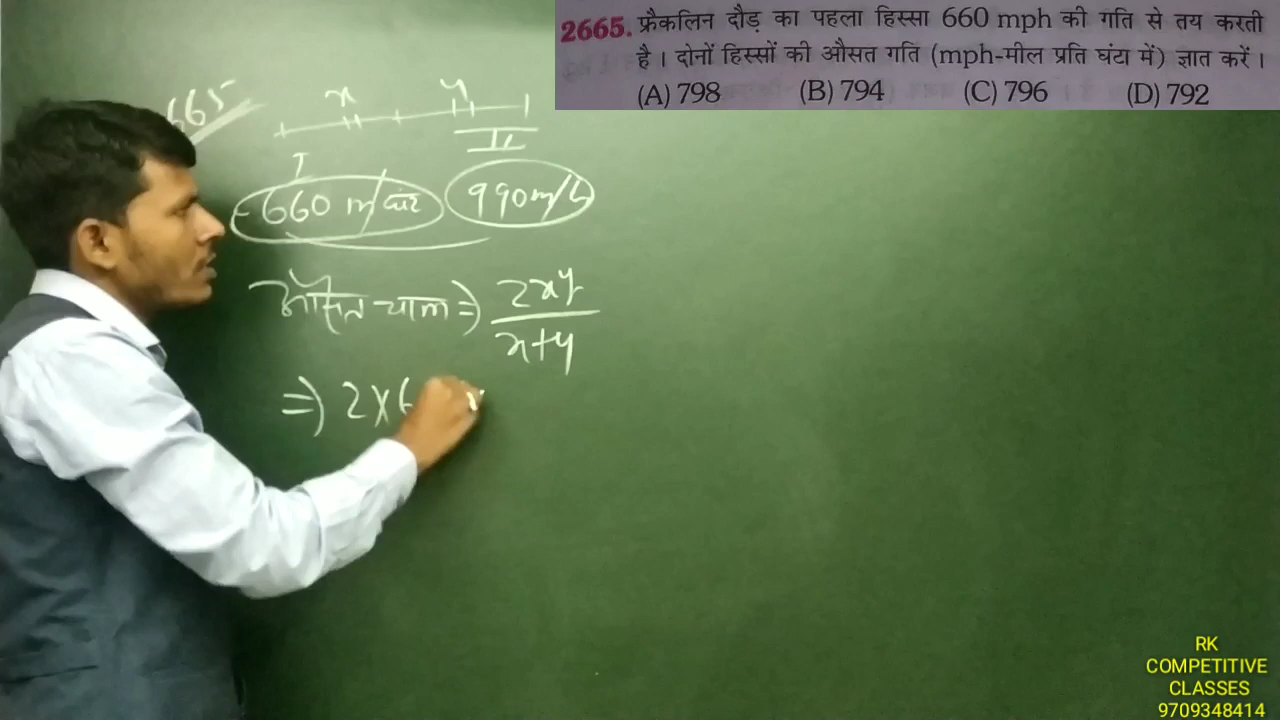 2665. फ्रैकलिन दौड़ का पहला हिस्सा 660 mph की गति से तय करती
है। दोनों हिस्सों की औसत गति (mph-मील प्रति घंटा में) ज्ञात करें।
(A) 798 (B) 794 (C) 796 (D) 792
665
x y
I II
660 m/घंटे 990m/h
औसत चाल ⇒ 2xy
x+y
⇒ 2×6
RK
COMPETITIVE
CLASSES
9709348414